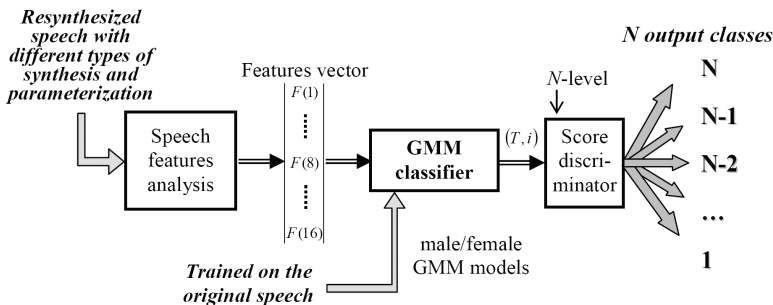 Resynthesized
speech with
different types of
synthesis and
parameterization
Speech
features
analysis
Features vector
F(1)
F(8)
F(16)
GMM
classifier
Trained on the
original speech
male/female
GMM models
(T, i)
N-level
Score
discri-
minator
N output classes
N
N-1
N-2
...
1